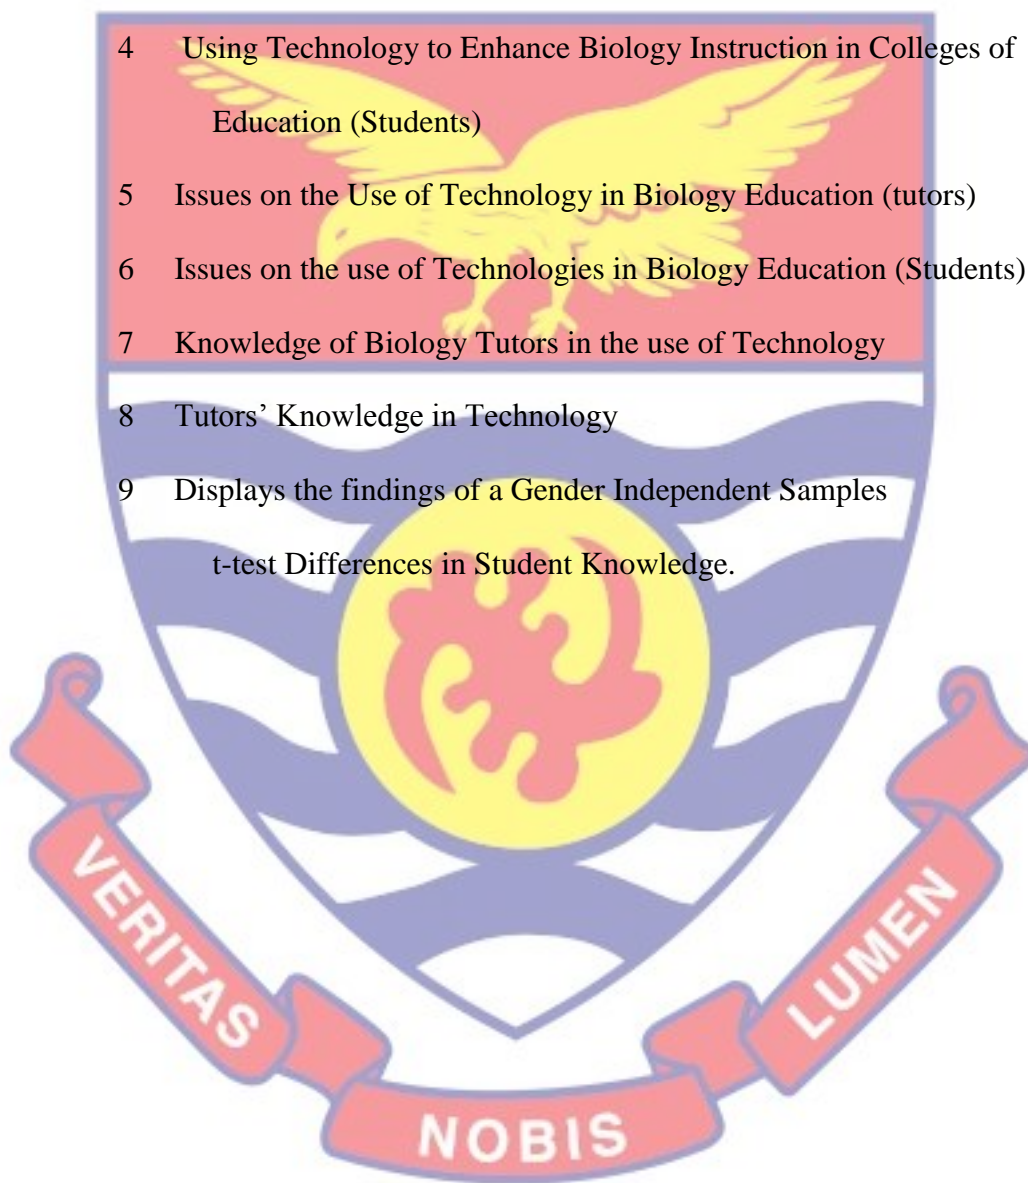 4 Using Technology to Enhance Biology Instruction in Colleges of
Education (Students)
5 Issues on the Use of Technology in Biology Education (tutors)
6 Issues on the use of Technologies in Biology Education (Students)
7 Knowledge of Biology Tutors in the use of Technology
8 Tutors’ Knowledge in Technology
9 Displays the findings of a Gender Independent Samples
t-test Differences in Student Knowledge.
VERITAS
NOBIS
LUMEN